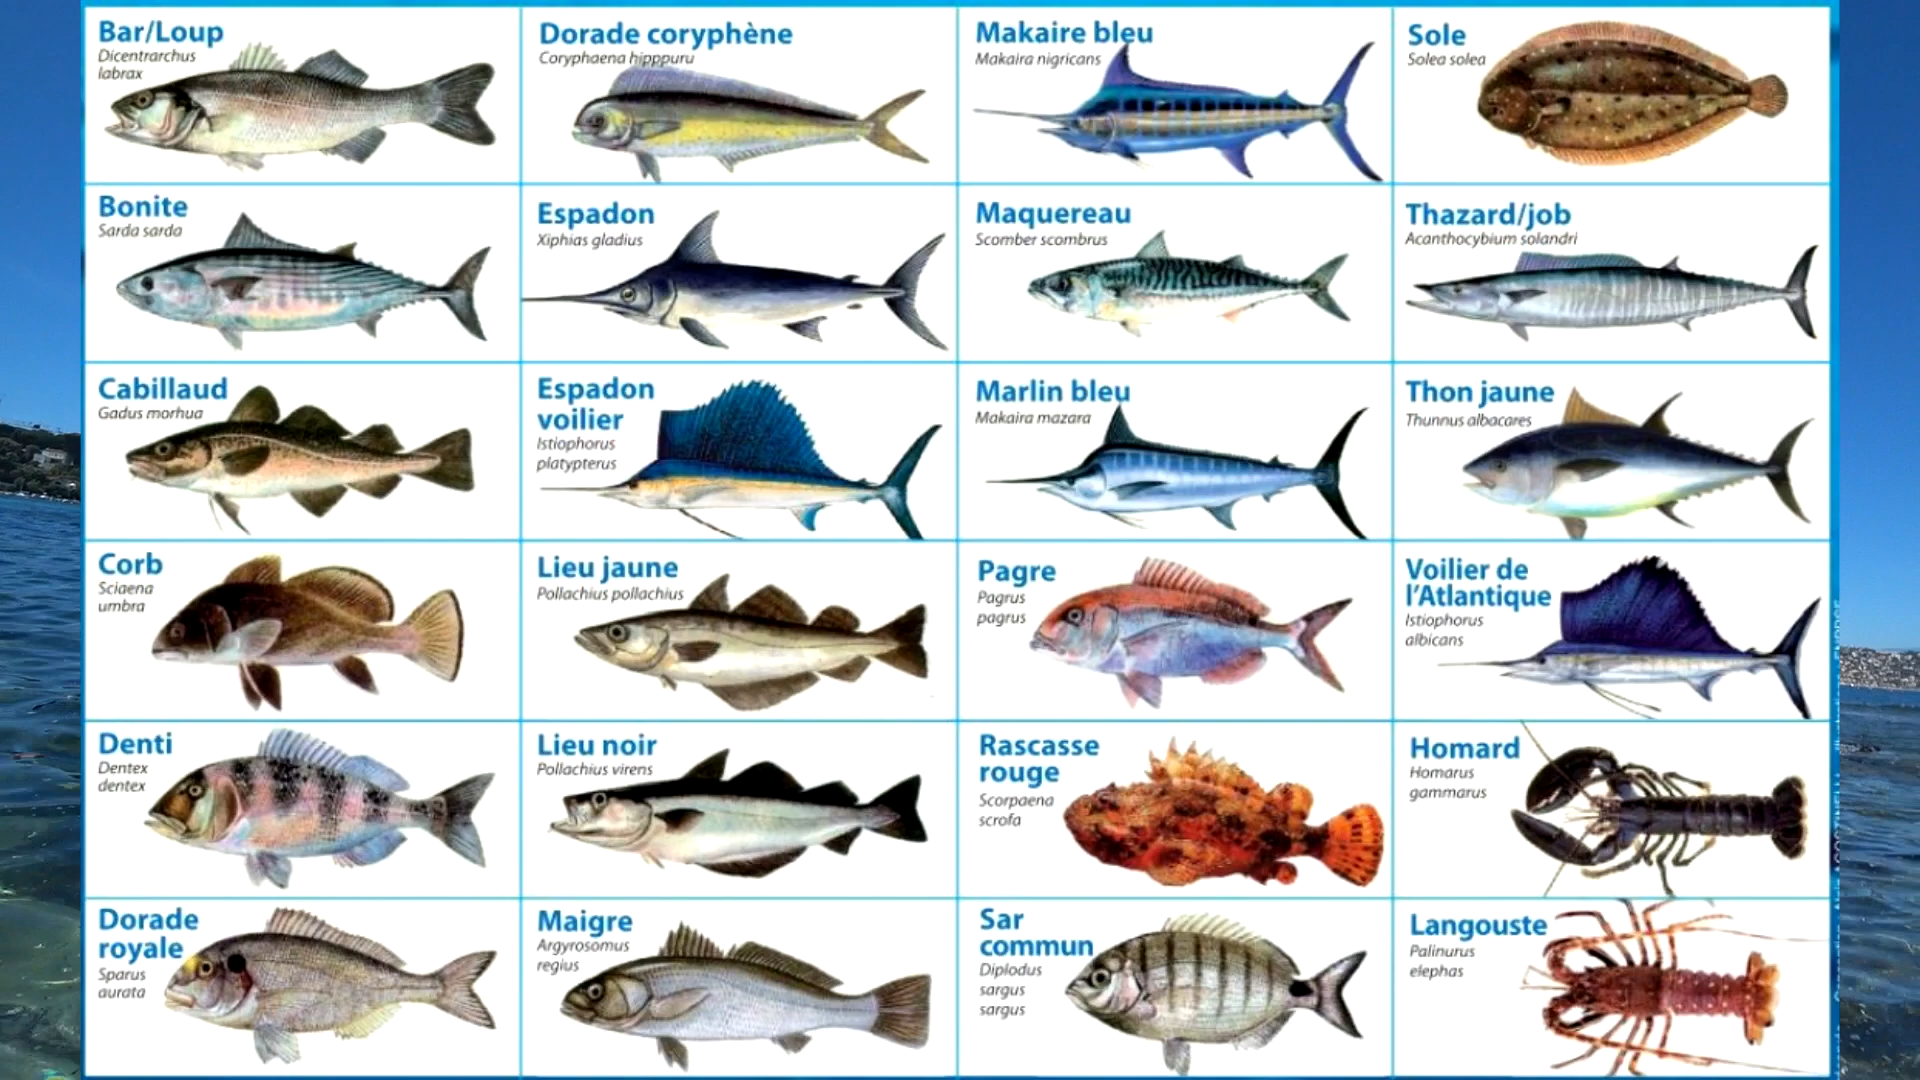 Bar/Loup
Dicentrarchus
labrax
Dorade coryphène
Coryphaena hipppuru
Makaire bleu
Makaira nigricans
Sole
Solea solea
Bonite
Sarda sarda
Espadon
Xiphias gladius
Maquereau
Scomber scombrus
Thazard/job
Acanthocybium solandri
Cabillaud
Gadus morhua
Espadon
voilier
Istiophorus
platypterus
Marlin bleu
Makaira mazara
Thon jaune
Thunnus albacares
Corb
Sciaena
umbra
Lieu jaune
Pollachius pollachius
Pagre
Pagrus
pagrus
Voilier de
l'Atlantique
Istiophorus
albicans
Denti
Dentex
dentex
Lieu noir
Pollachius virens
Rascasse
rouge
Scorpaena
scrofa
Homard
Homarus
gammarus
Dorade
royale
Sparus
aurata
Maigre
Argyrosomus
regius
Sar
commun
Diplodus
sargus
sargus
Langouste
Palinurus
elephas